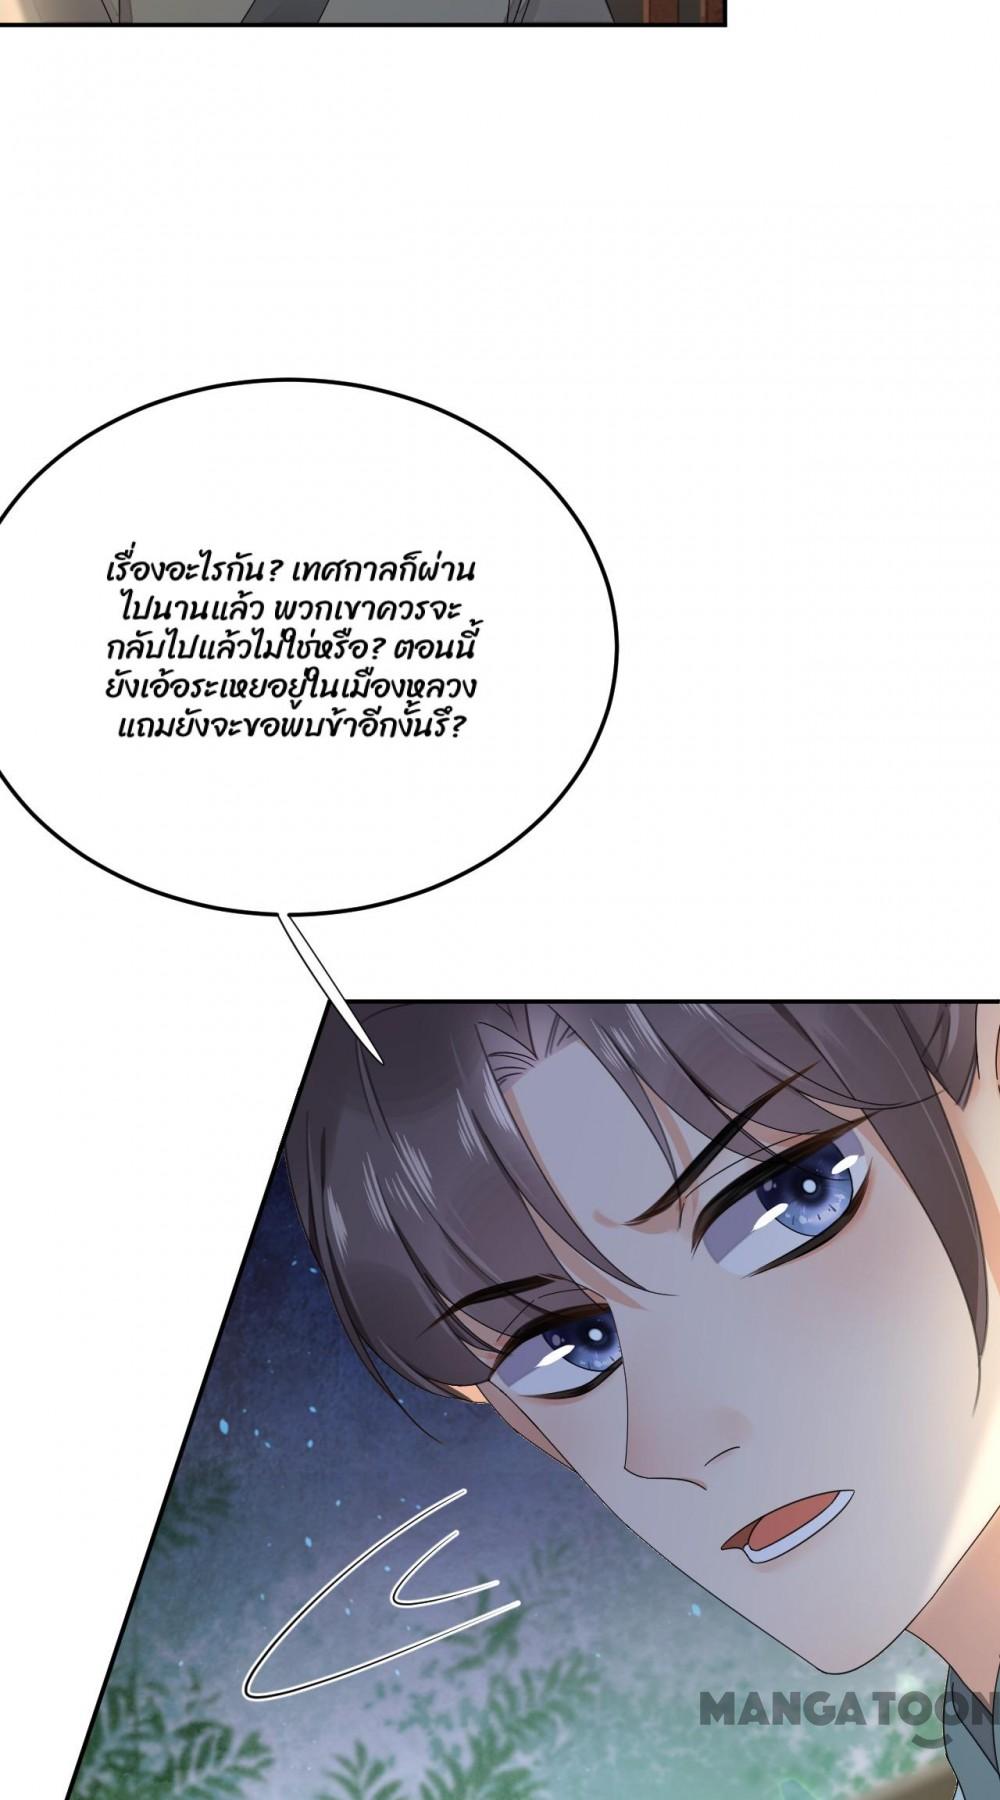 เรื่องอะไรกัน? เทศกาลก็ผ่าน
ไปนานแล้ว พวกเขาควรจะ
กลับไปแล้วไม่ใช่หรือ? ตอนนี้
ยังเอ้อระเหยอยู่ในเมืองหลวง
แถมยังจะขอพบข้าอีกงั้นรึ?
MANGATOON